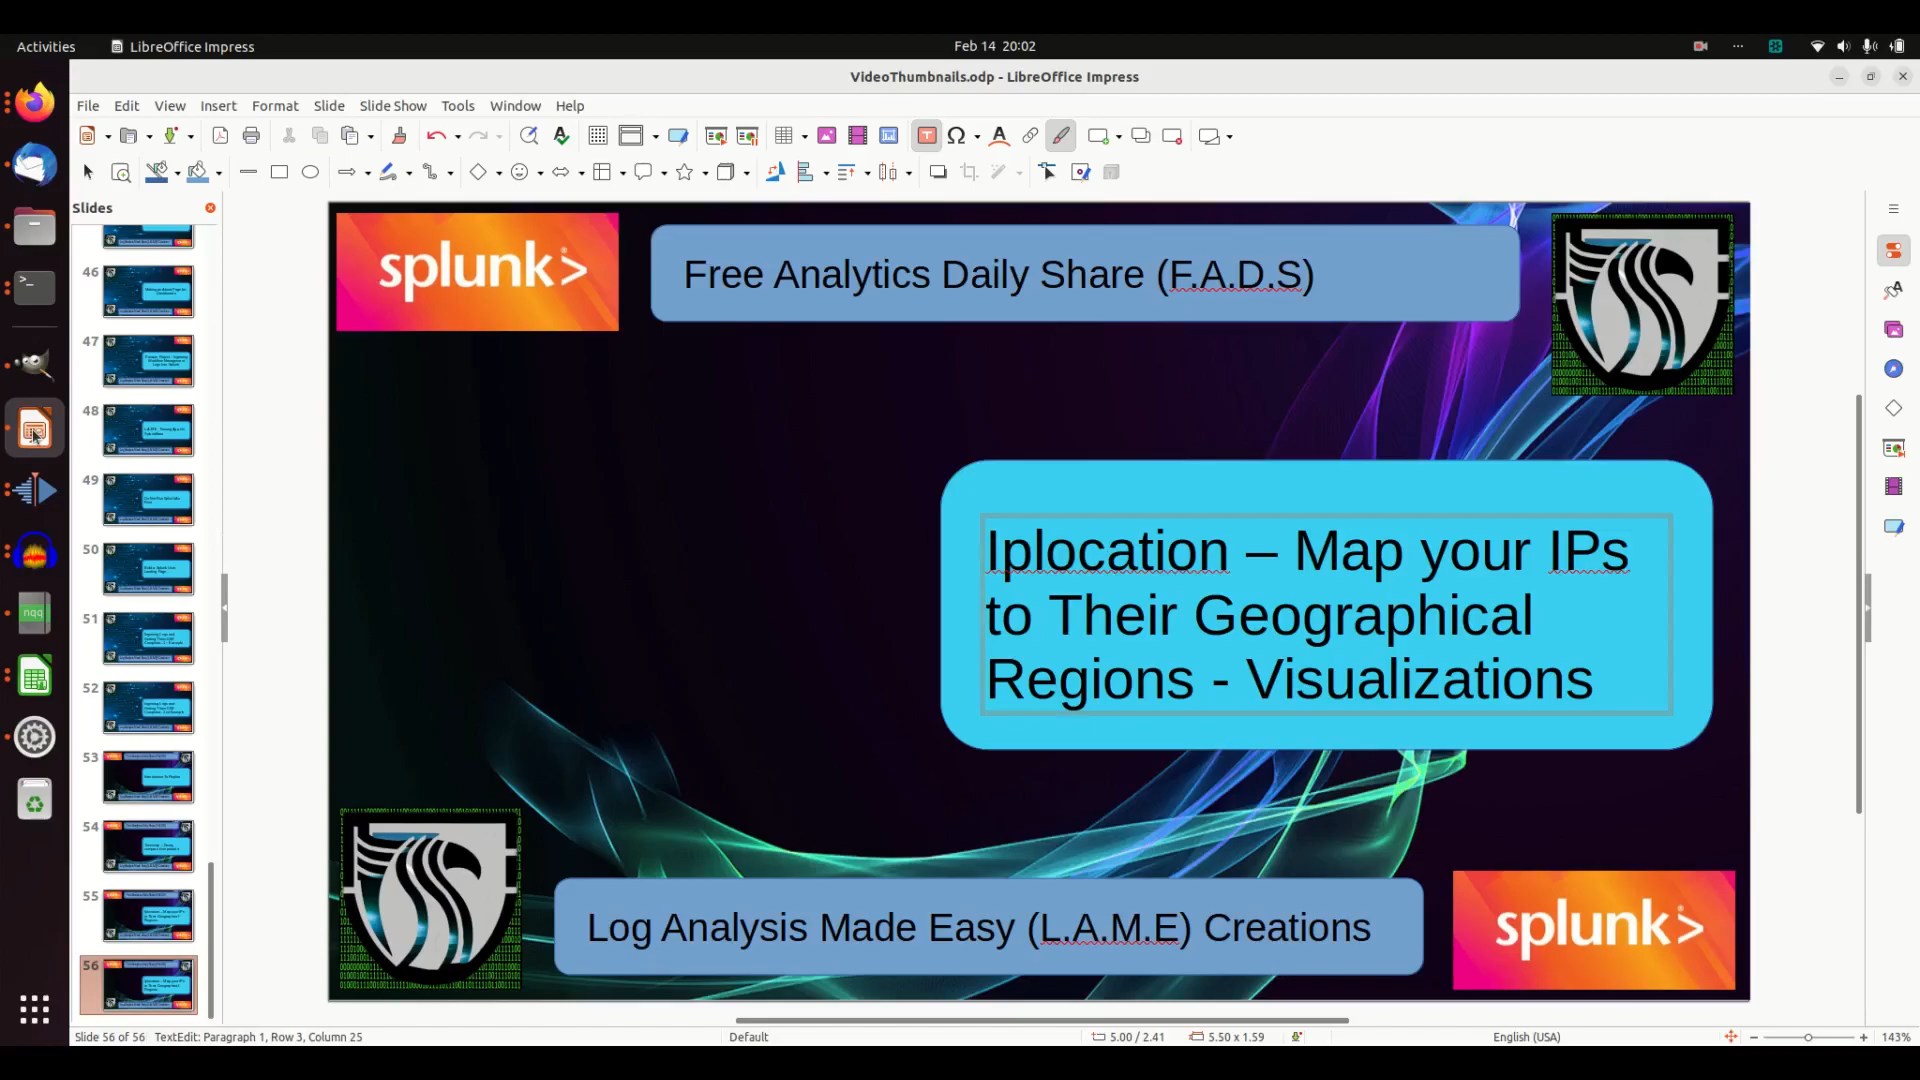 Activities
LibreOffice Impress
Feb 14 20:02
VideoThumbnails.odp - LibreOffice Impress
File Edit View Insert Format Slide Slide Show Tools Window Help
Slides
46
47
48
49
50
51
52
53
54
55
56
splunk>
Free Analytics Daily Share (F.A.D.S)
Iplocation – Map your IPs
to Their Geographical
Regions - Visualizations
Log Analysis Made Easy (L.A.M.E) Creations
splunk>
nqq
Slide 56 of 56 TextEdit: Paragraph 1, Row 3, Column 25
Default
5.00 / 2.41
5.50 x 1.59
English (USA)
143%